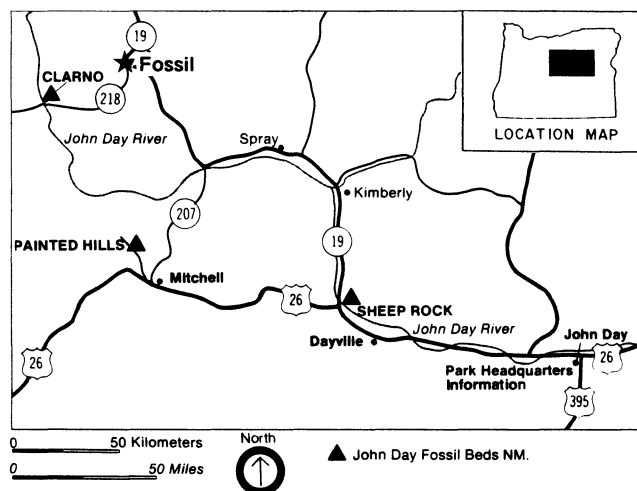 19
Fossil
CLARNO
218
John Day River
Spray
LOCATION MAP
Kimberly
207
19
PAINTED HILLS
Mitchell
26
SHEEP ROCK
John Day River
Dayville
John Day
26
Park Headquarters
Information
26
395
0 50 Kilometers
0 50 Miles
North
John Day Fossil Beds NM.